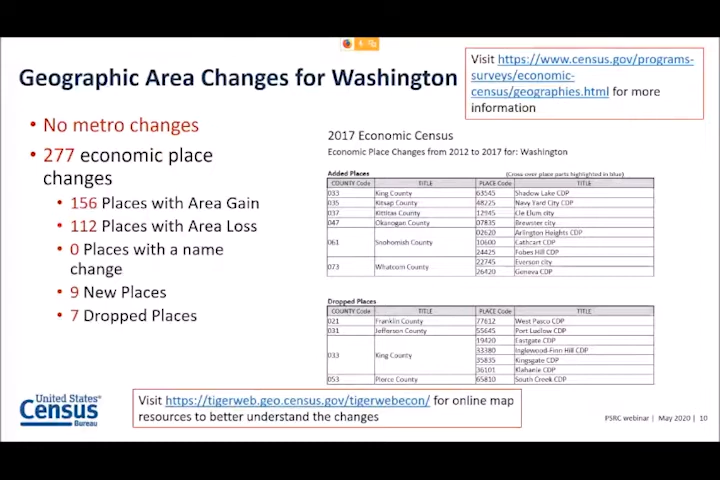 Geographic Area Changes for Washington
Visit https://www.census.gov/programs-
surveys/economic-
census/geographies.html for more
information
• No metro changes
• 277 economic place
changes
• 156 Places with Area Gain
• 112 Places with Area Loss
• 0 Places with a name
change
• 9 New Places
• 7 Dropped Places
2017 Economic Census
Economic Place Changes from 2012 to 2017 for: Washington
Added Places (Cross over place parts highlighted in blue)
COUNTY Code TITLE PLACE Code TITLE
033 King County 63545 Shadow Lake CDP
035 Kitsap County 48225 Navy Yard City CDP
037 Kittitas County 12945 Cle Elum city
047 Okanogan County 07835 Brewster city
061 Snohomish County 02620 Arlington Heights CDP
10600 Cathcart CDP
24425 Fobes Hill CDP
073 Whatcom County 22745 Everson city
26420 Geneva CDP
Dropped Places
COUNTY Code TITLE PLACE Code TITLE
021 Franklin County 77612 West Pasco CDP
031 Jefferson County 55645 Port Ludlow CDP
033 King County 19420 Eastgate CDP
33380 Inglewood-Finn Hill CDP
35835 Kingsgate CDP
36101 Klahanie CDP
053 Pierce County 65810 South Creek CDP
United States®
Census
Bureau
Visit https://tigerweb.geo.census.gov/tigerwebecon/ for online map
resources to better understand the changes
PSRC webinar | May 2020 | 10